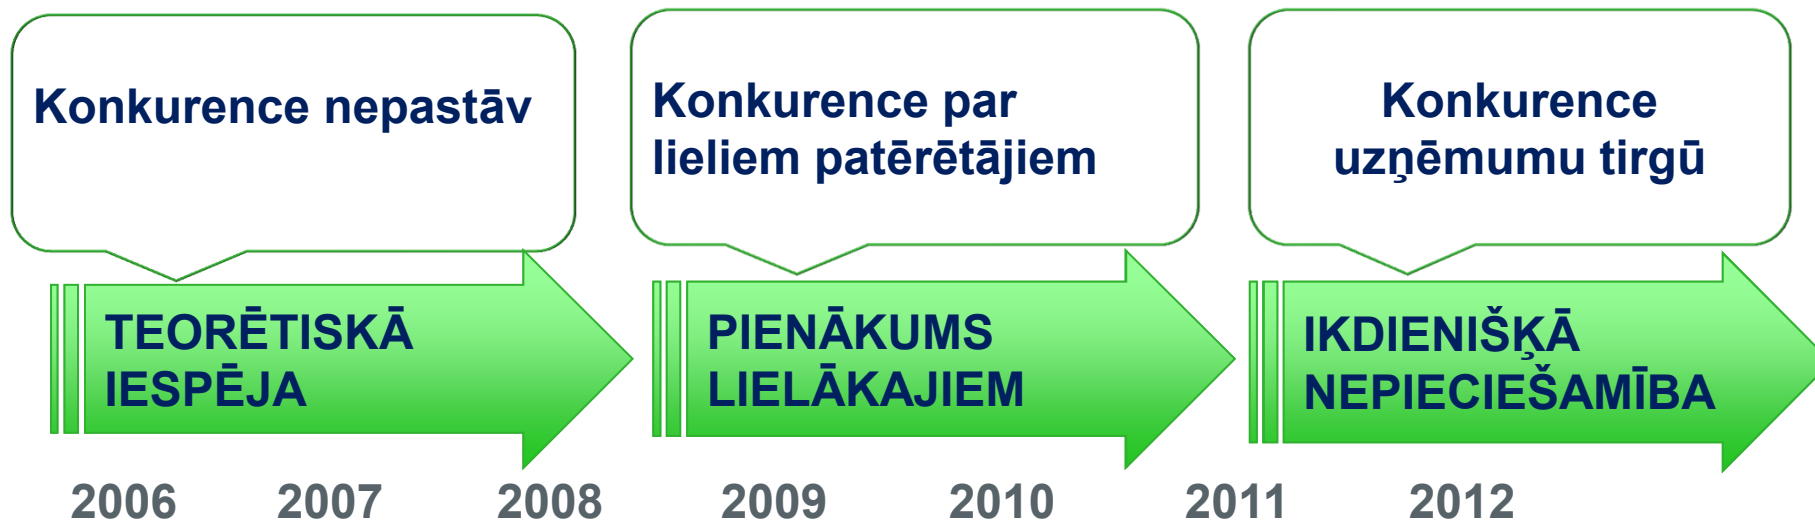 Konkurence nepastāv
Konkurence par
lieliem patērētājiem
Konkurence
uzņēmumu tirgū
TEORĒTISKĀ
IESPĒJA
PIENĀKUMS
LIELĀKAJIEM
IKDIENIŠĶĀ
NEPIECIEŠAMĪBA
2006 2007 2008 2009 2010 2011 2012